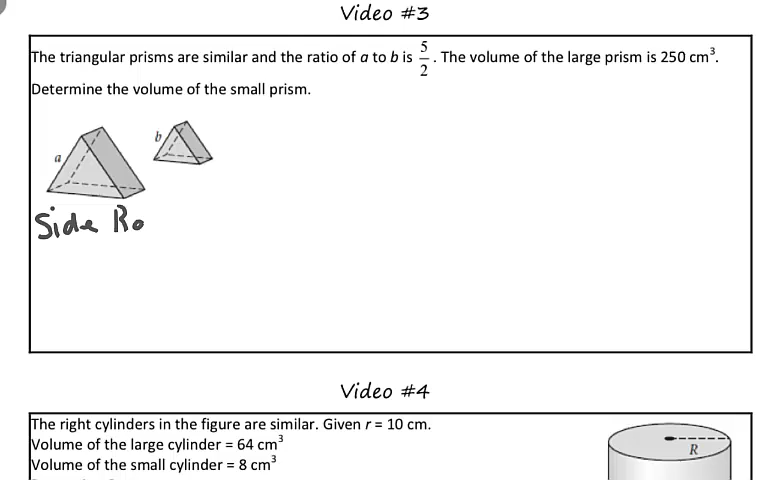 Video #3
The triangular prisms are similar and the ratio of a to b is 5/2. The volume of the large prism is 250 cm³.
Determine the volume of the small prism.
a
b
Side Ro
Video #4
The right cylinders in the figure are similar. Given r = 10 cm.
Volume of the large cylinder = 64 cm³
Volume of the small cylinder = 8 cm³
R